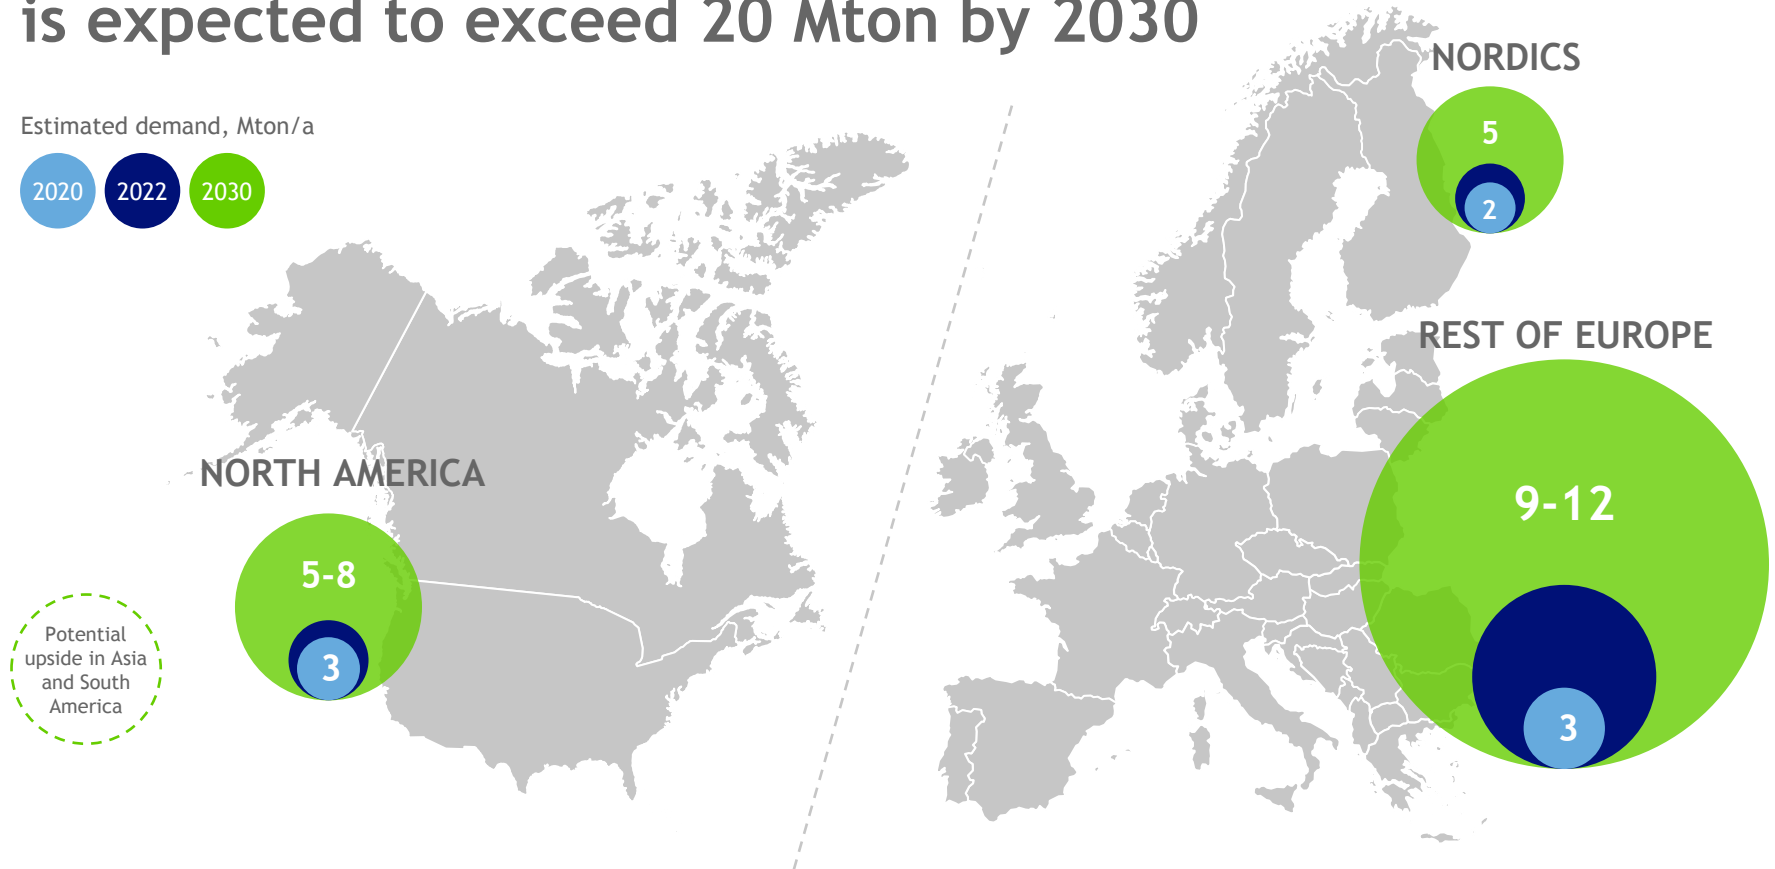 is expected to exceed 20 Mton by 2030
Estimated demand, Mton/a
2020 2022 2030
NORDICS
5
2
REST OF EUROPE
9-12
3
NORTH AMERICA
5-8
3
Potential
upside in Asia
and South
America